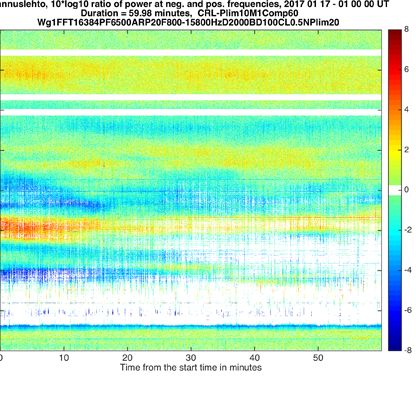 annuslehto, 10*log10 ratio of power at neg. and pos. frequencies, 2017 01 17 - 01 00 00 UT
Duration = 59.98 minutes, CRL-Plim10M1Comp60
Wg1FFT16384PF6500ARP20F800-15800HzD2000BD100CL0.5NPlim20
8
6
4
2
0
-2
-4
-6
-8
0 10 20 30 40 50
Time from the start time in minutes